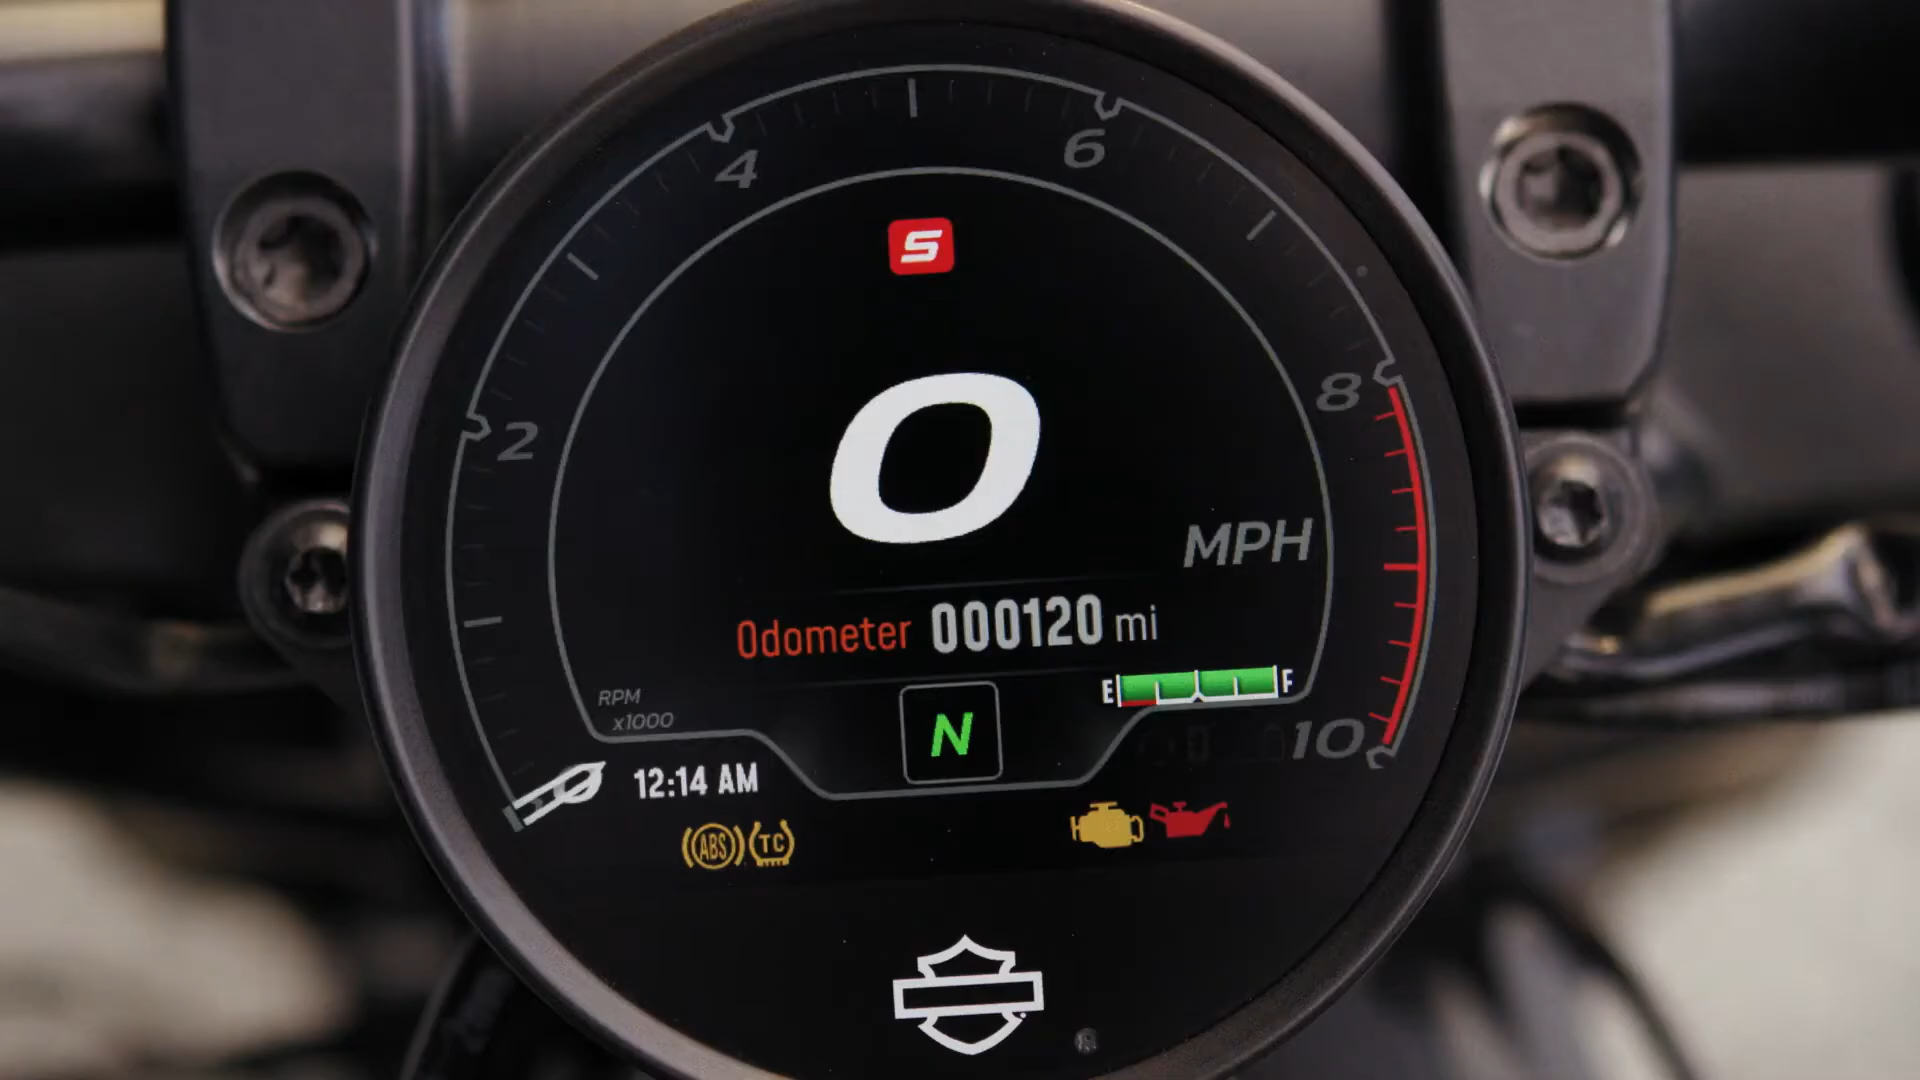 4
6
S
2
8
0
MPH
Odometer 000120 mi
E F
RPM
x1000
N
10
12:14 AM
ABS TC